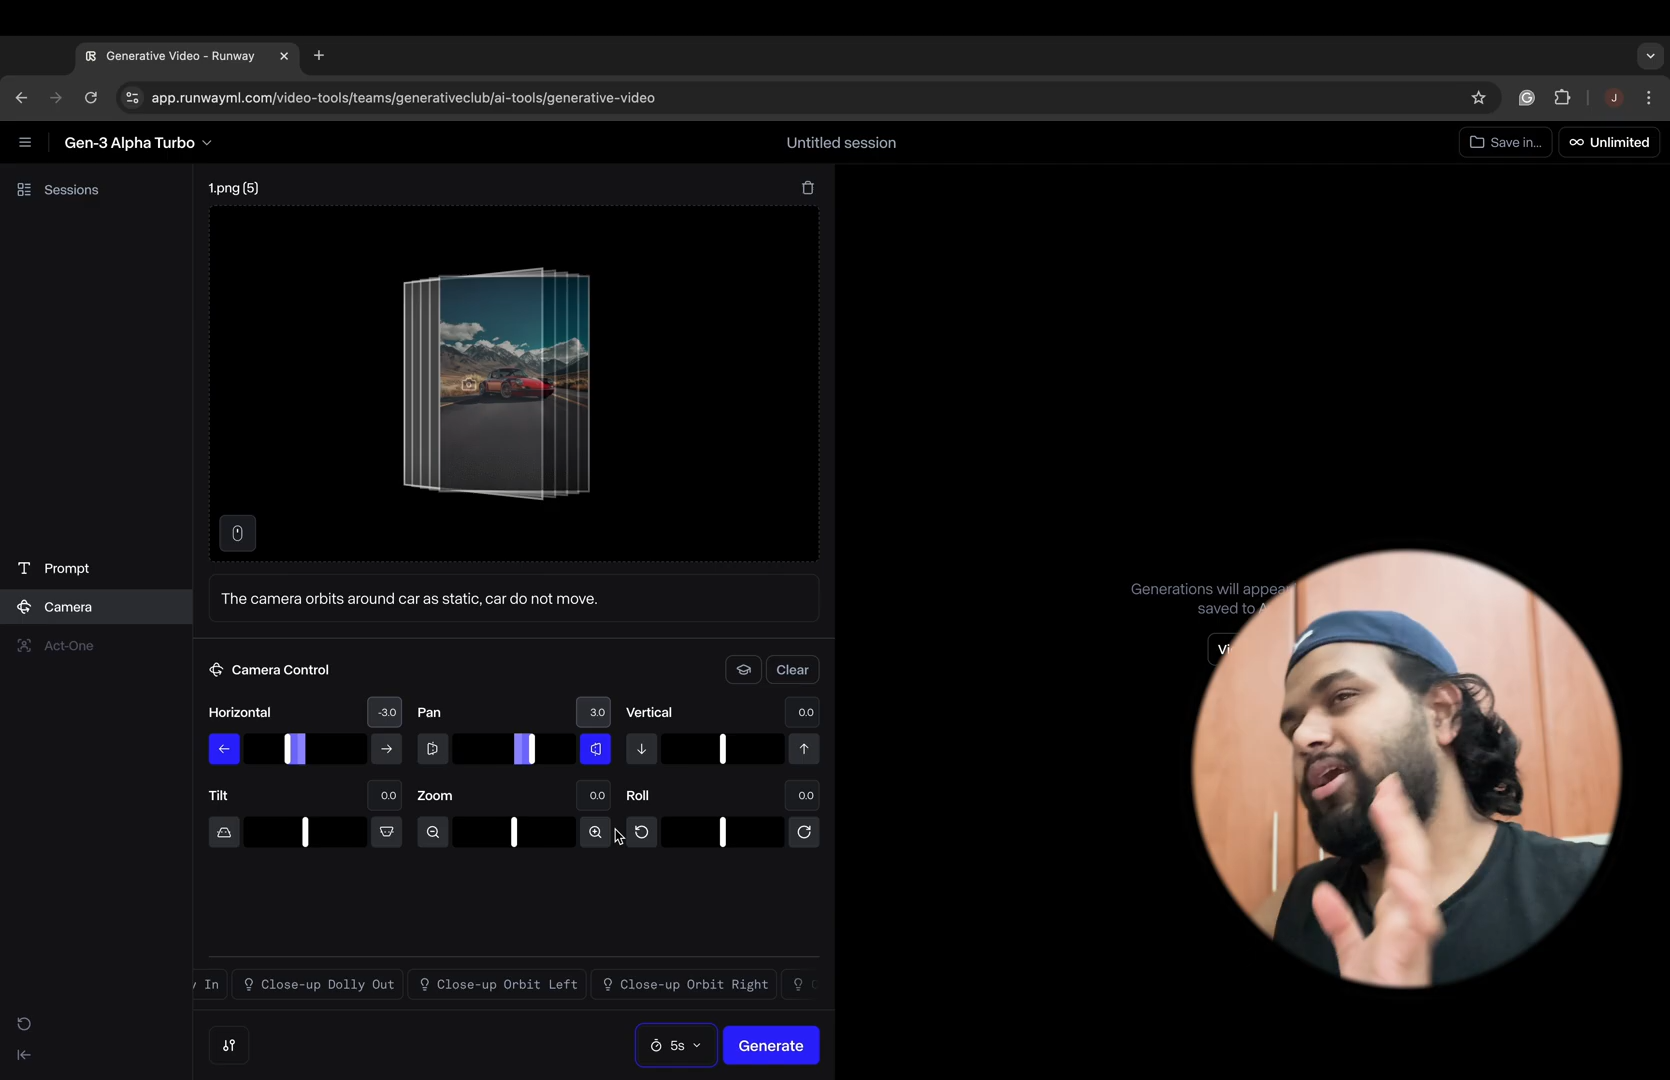 Generative Video - Runway
app.runwayml.com/video-tools/teams/generativeclub/ai-tools/generative-video
J
Gen-3 Alpha Turbo
Untitled session
Save in...
Unlimited
Sessions
1.png (5)
Generations will appea
saved to A
Vi
Prompt
Camera
Act-One
The camera orbits around car as static, car do not move.
Camera Control
Clear
Horizontal
-3.0
Pan
3.0
Vertical
0.0
Tilt
0.0
Zoom
0.0
Roll
0.0
In
Close-up Dolly Out
Close-up Orbit Left
Close-up Orbit Right
5s
Generate